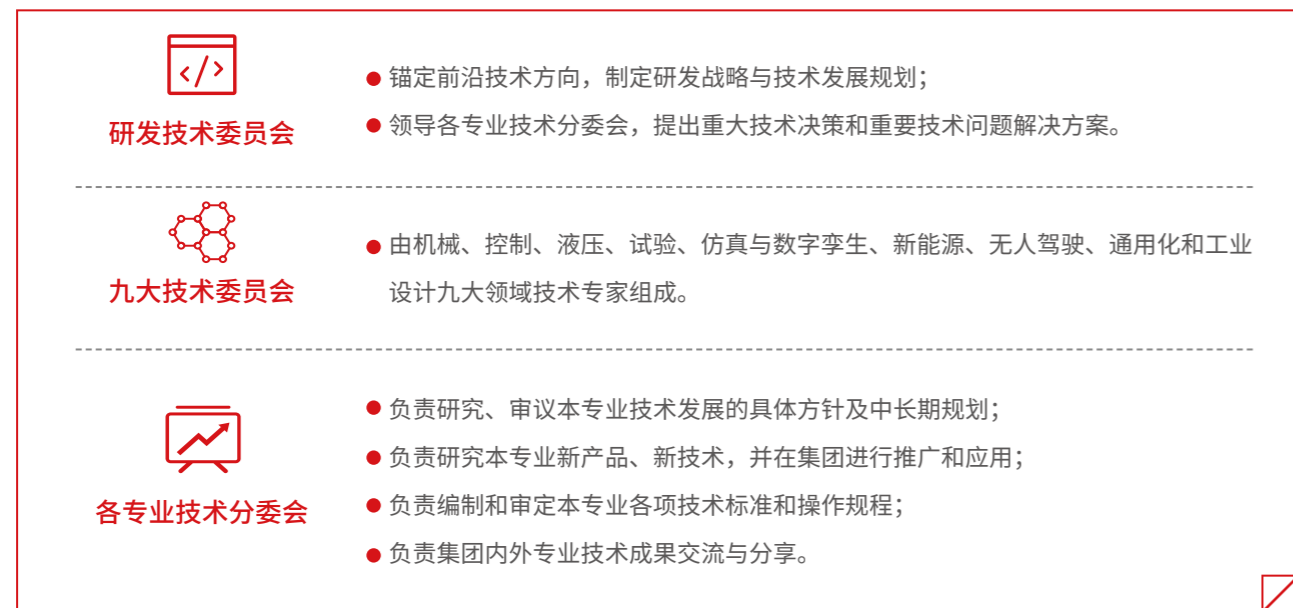 研发技术委员会
锚定前沿技术方向，制定研发战略与技术发展规划；
领导各专业技术分委会，提出重大技术决策和重要技术问题解决方案。
九大技术委员会
由机械、控制、液压、试验、仿真与数字孪生、新能源、无人驾驶、通用化和工业
设计九大领域技术专家组成。
各专业技术分委会
负责研究、审议本专业技术发展的具体方针及中长期规划；
负责研究本专业新产品、新技术，并在集团进行推广和应用；
负责编制和审定本专业各项技术标准和操作规程；
负责集团内外专业技术成果交流与分享。